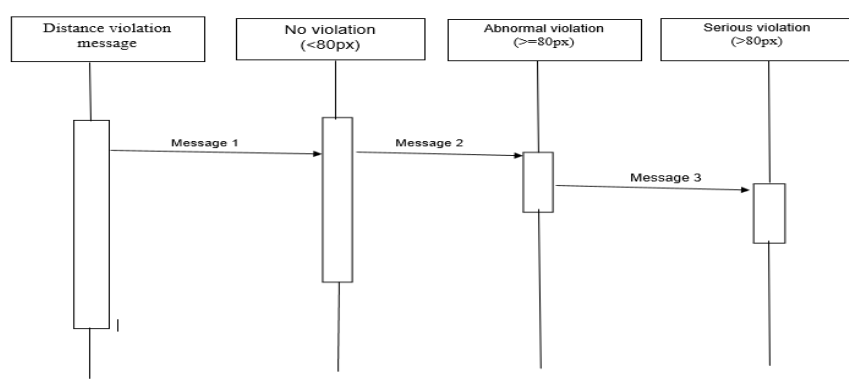 Distance violation
message
No violation
(<80px)
Abnormal violation
(>=80px)
Serious violation
(>80px)
Message 1
Message 2
Message 3